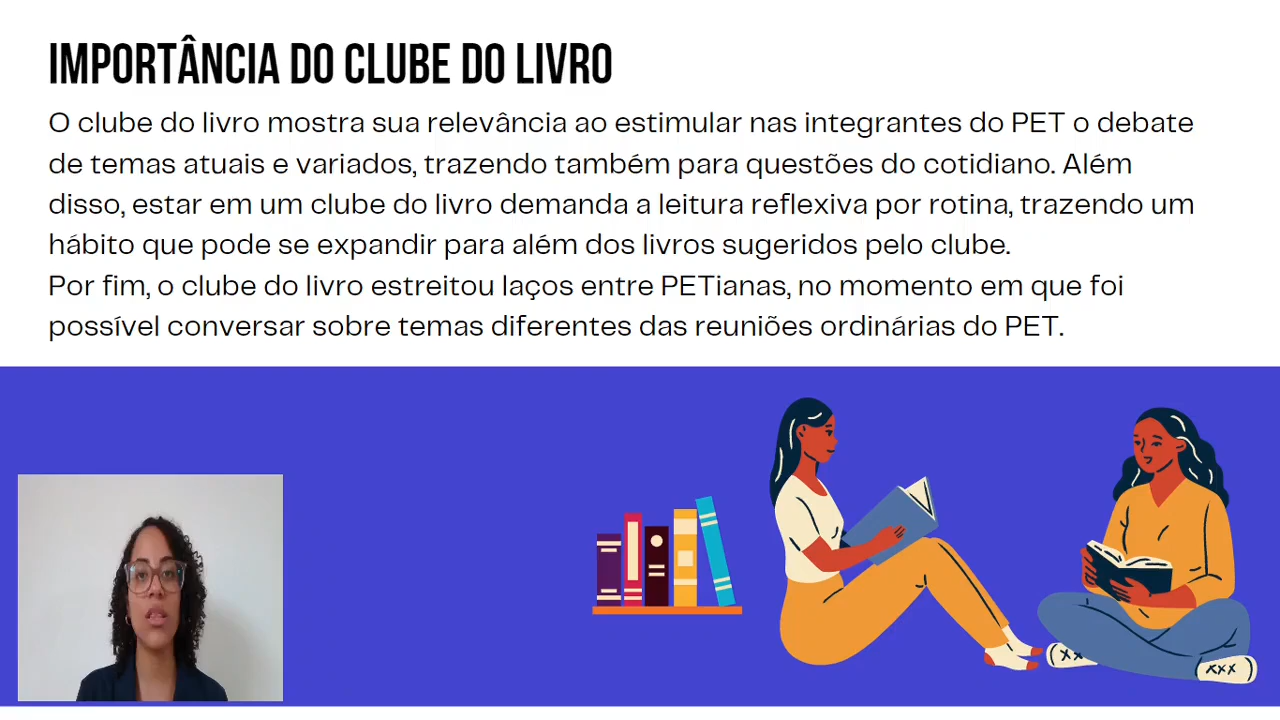 IMPORTÂNCIA DO CLUBE DO LIVRO
O clube do livro mostra sua relevância ao estimular nas integrantes do PET o debate
de temas atuais e variados, trazendo também para questões do cotidiano. Além
disso, estar em um clube do livro demanda a leitura reflexiva por rotina, trazendo um
hábito que pode se expandir para além dos livros sugeridos pelo clube.
Por fim, o clube do livro estreitou laços entre PETianas, no momento em que foi
possível conversar sobre temas diferentes das reuniões ordinárias do PET.